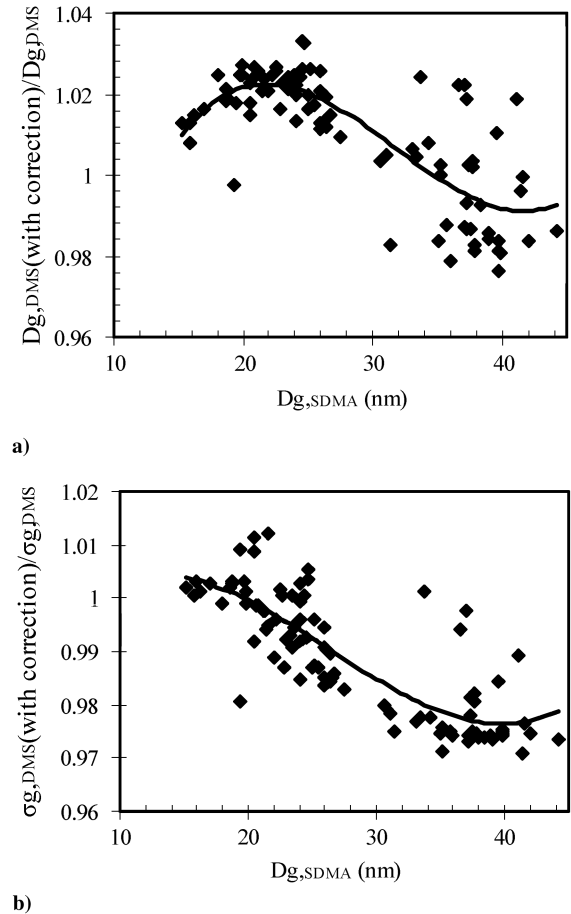 Dg,DMS(with correction)/Dg,DMS
1.04
1.02
1
0.98
0.96
10 20 30 40
Dg,SDMA (nm)
a)
σg,DMS(with correction)/σg,DMS
1.02
1.01
1
0.99
0.98
0.97
0.96
10 20 30 40
Dg,SDMA (nm)
b)